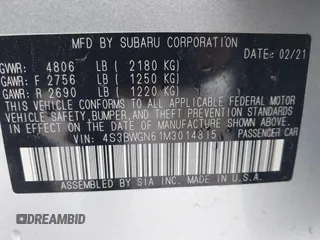 MFD BY SUBARU CORPORATION
GVWR: 4806 LB ( 2180 KG) DATE: 02/21
GAWR: F 2756 LB ( 1250 KG)
GAWR: R 2690 LB ( 1220 KG)
THIS VEHICLE CONFORMS TO ALL APPLICABLE FEDERAL MOTOR
VEHICLE SAFETY, BUMPER AND THEFT PREVENTION STANDARDS
IN EFFECT ON THE DATE OF MANUFACTURE SHOWN ABOVE.
VIN: 4S3BWGN61M3014815 PASSENGER CAR
ASSEMBLED BY SIA INC. MADE IN U.S.A.
DREAMBID